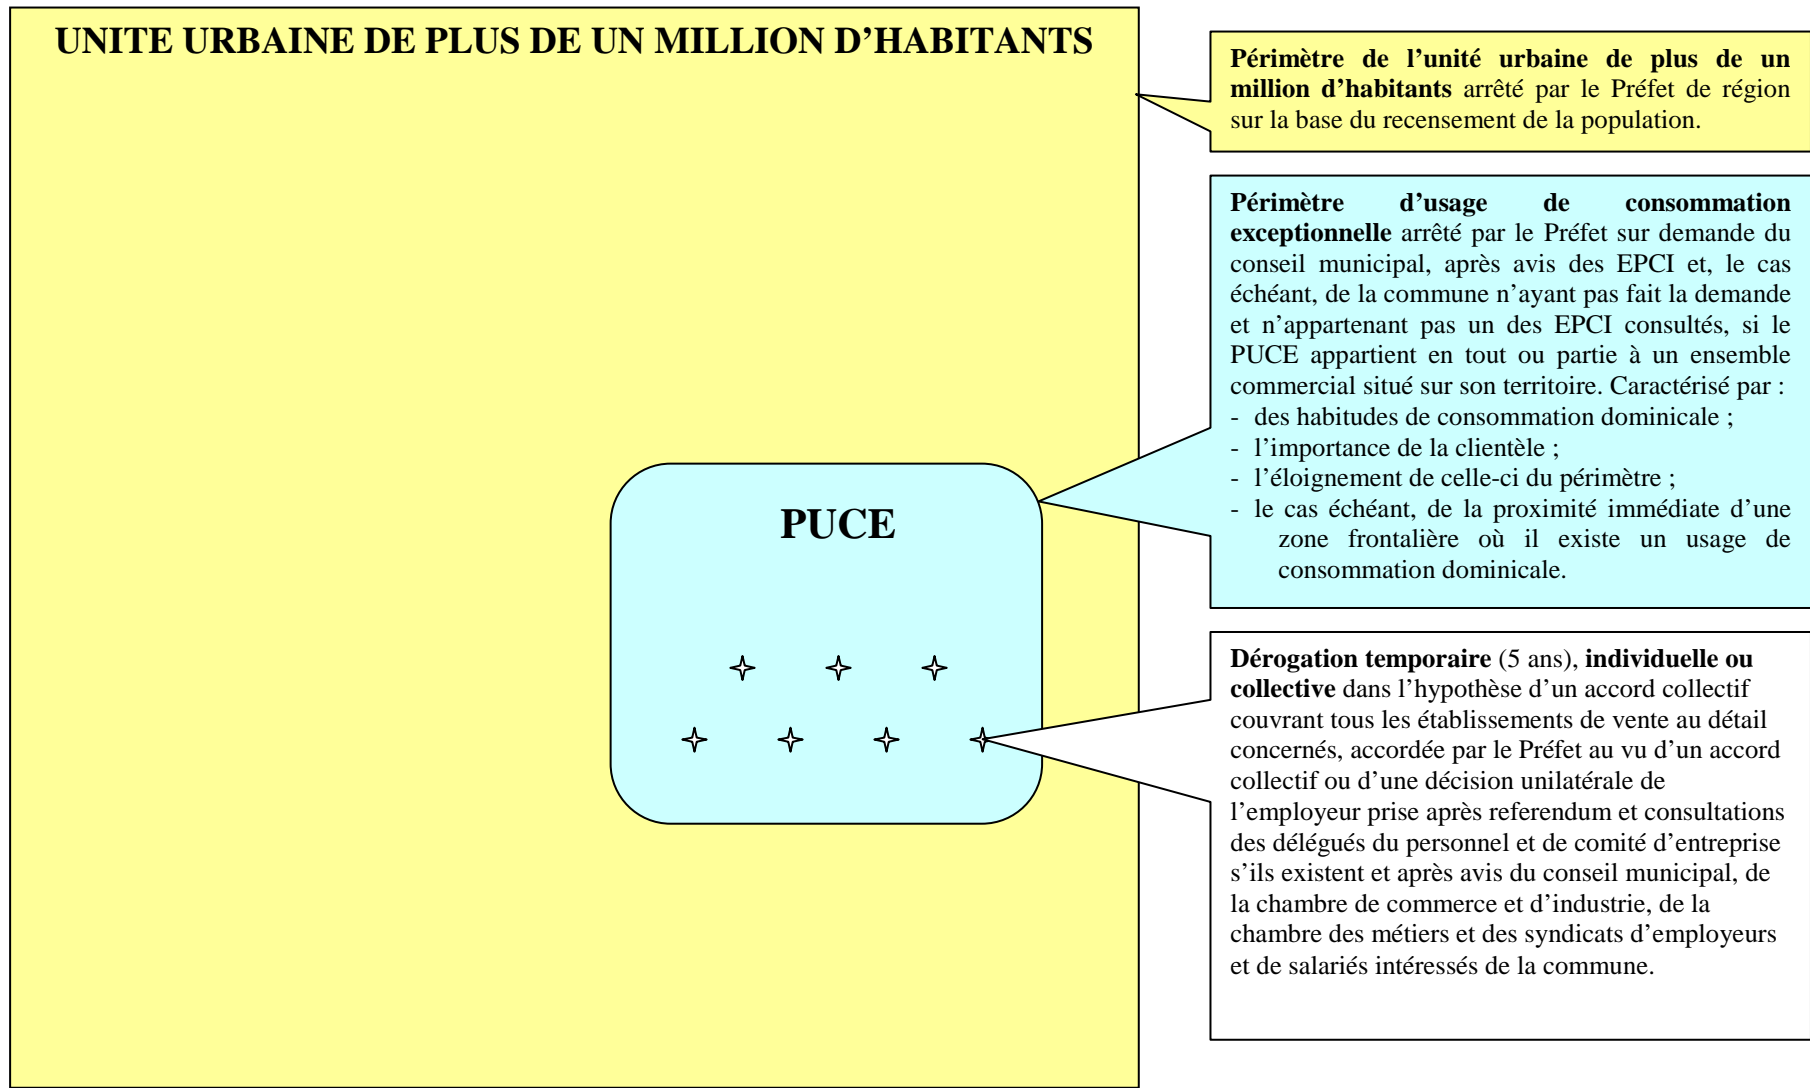 UNITE URBAINE DE PLUS DE UN MILLION D’HABITANTS
Périmètre de l’unité urbaine de plus de un
million d’habitants arrêté par le Préfet de région
sur la base du recensement de la population.
Périmètre d’usage de consommation
exceptionnelle arrêté par le Préfet sur demande du
conseil municipal, après avis des EPCI et, le cas
échéant, de la commune n’ayant pas fait la demande
et n’appartenant pas un des EPCI consultés, si le
PUCE appartient en tout ou partie à un ensemble
commercial situé sur son territoire. Caractérisé par :
- des habitudes de consommation dominicale ;
- l’importance de la clientèle ;
- l’éloignement de celle-ci du périmètre ;
- le cas échéant, de la proximité immédiate d’une
zone frontalière où il existe un usage de
consommation dominicale.
PUCE
Dérogation temporaire (5 ans), individuelle ou
collective dans l’hypothèse d’un accord collectif
couvrant tous les établissements de vente au détail
concernés, accordée par le Préfet au vu d’un accord
collectif ou d’une décision unilatérale de
l’employeur prise après referendum et consultations
des délégués du personnel et de comité d’entreprise
s’ils existent et après avis du conseil municipal, de
la chambre de commerce et d’industrie, de la
chambre des métiers et des syndicats d’employeurs
et de salariés intéressés de la commune.